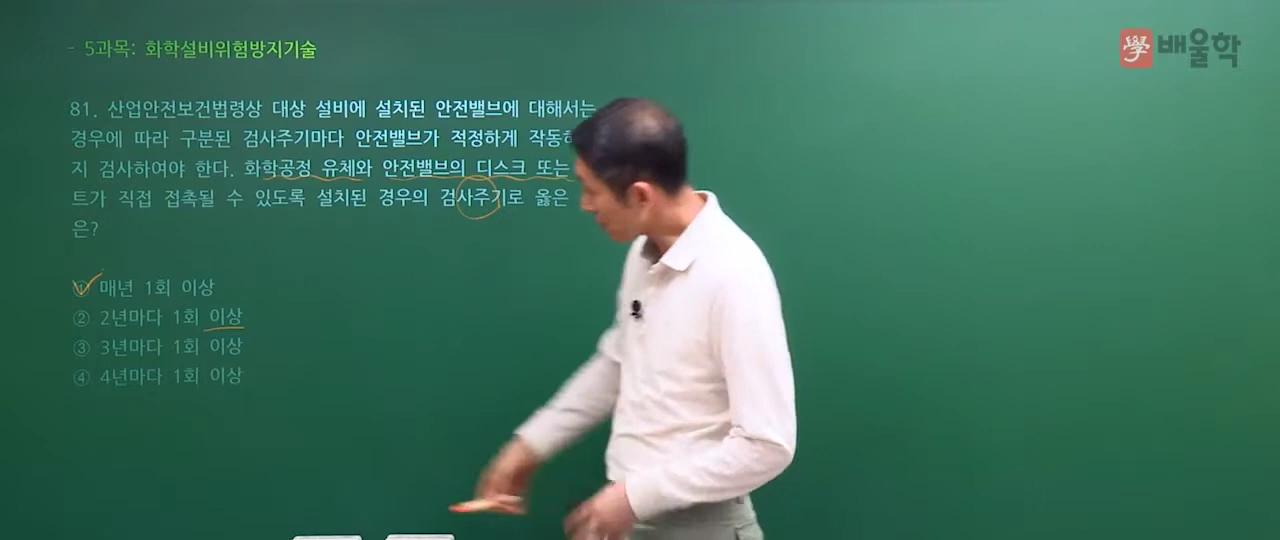 - 5과목: 화학설비위험방지기술
學 배울학
81. 산업안전보건법령상 대상 설비에 설치된 안전밸브에 대해서는
경우에 따라 구분된 검사주기마다 안전밸브가 적정하게 작동하
지 검사하여야 한다. 화학공정 유체와 안전밸브의 디스크 또는
트가 직접 접촉될 수 있도록 설치된 경우의 검사주기로 옳은
은?
① 매년 1회 이상
② 2년마다 1회 이상
③ 3년마다 1회 이상
④ 4년마다 1회 이상